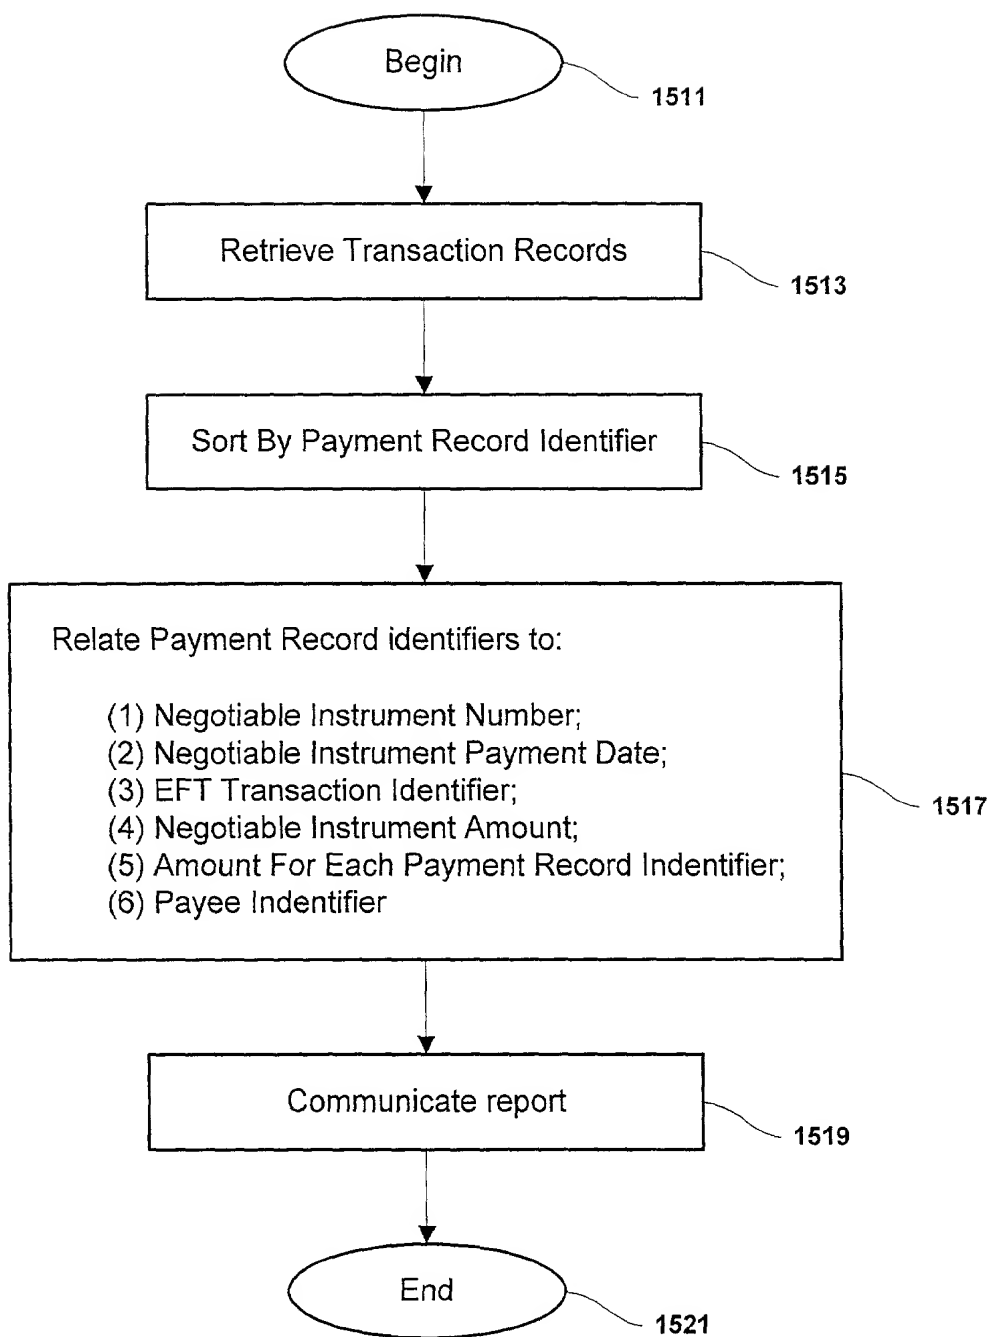 Begin
1511
Retrieve Transaction Records
1513
Sort By Payment Record Identifier
1515
Relate Payment Record identifiers to:
(1) Negotiable Instrument Number;
(2) Negotiable Instrument Payment Date;
(3) EFT Transaction Identifier;
(4) Negotiable Instrument Amount;
(5) Amount For Each Payment Record Indentifier;
(6) Payee Indentifier
1517
Communicate report
1519
End
1521